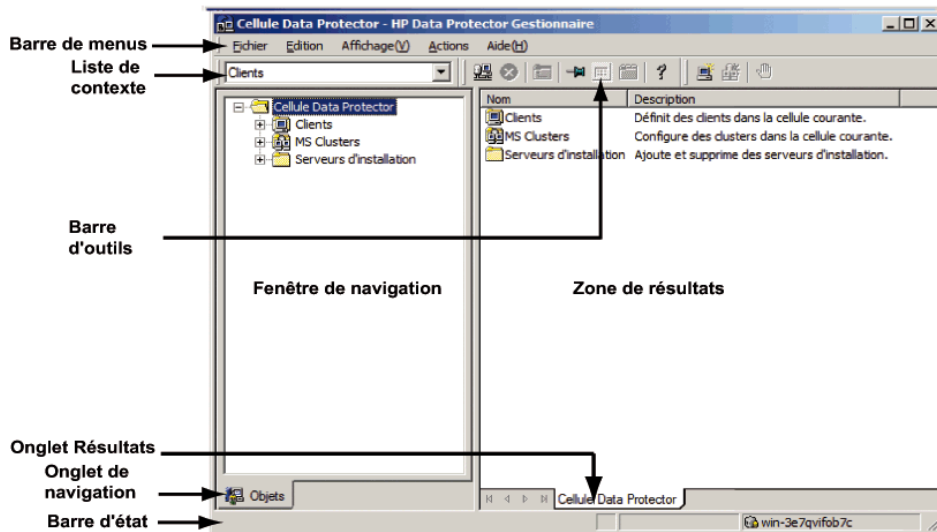 Cellule Data Protector - HP Data Protector Gestionnaire
Barre de menus
Fichier Edition Affichage(V) Actions Aide(H)
Liste de
contexte
Clients
Nom Description
Cellule Data Protector
Clients
MS Clusters
Serveurs d'installation
Clients Définit des clients dans la cellule courante.
MS Clusters Configure des clusters dans la cellule courante.
Serveurs d'installation Ajoute et supprime des serveurs d'installation.
Barre
d'outils
Fenêtre de navigation
Zone de résultats
Onglet Résultats
Onglet de
navigation
Objets
Cellule Data Protector
Barre d'état
win-3e7qvifob7c